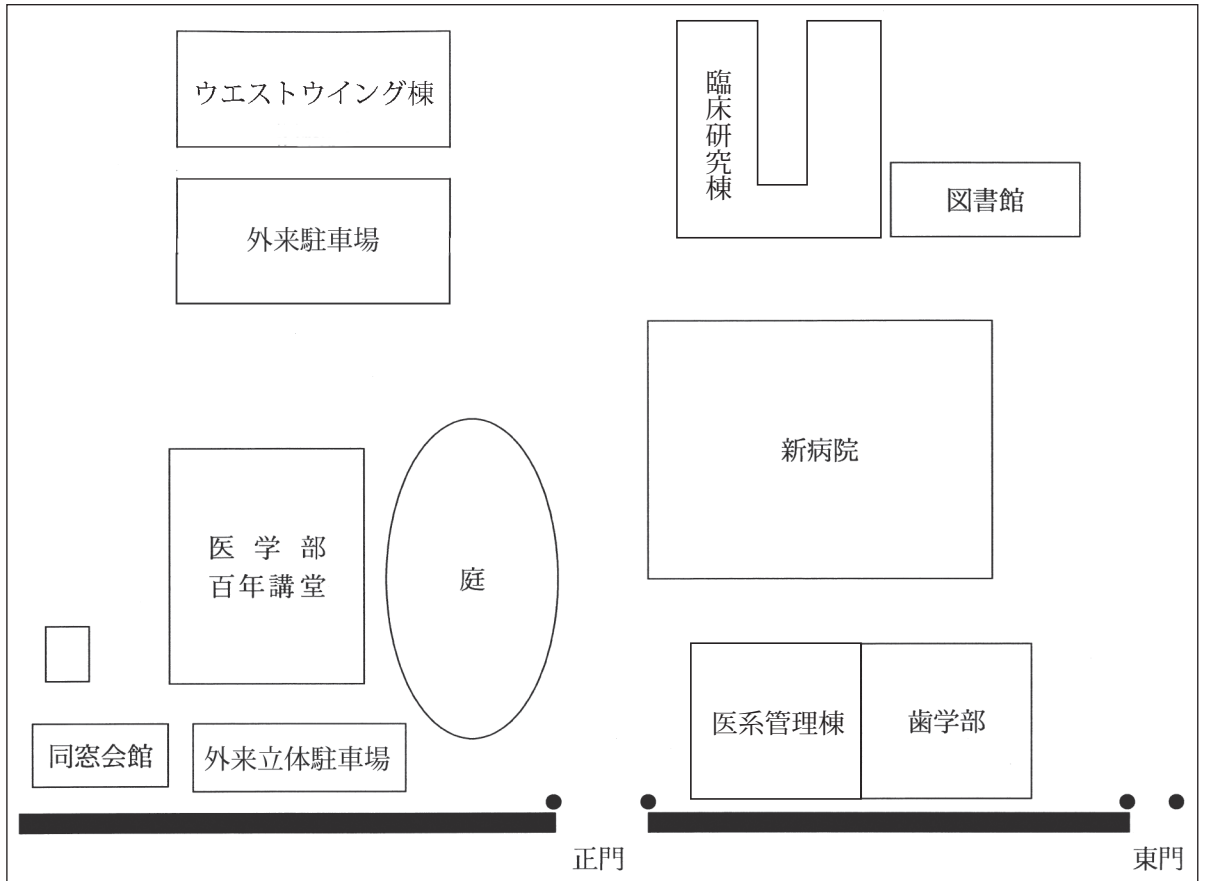 ウエストウイング棟
臨床研究棟
図書館
外来駐車場
新病院
医学部
百年講堂
庭
医系管理棟
歯学部
同窓会館
外来立体駐車場
正門
東門